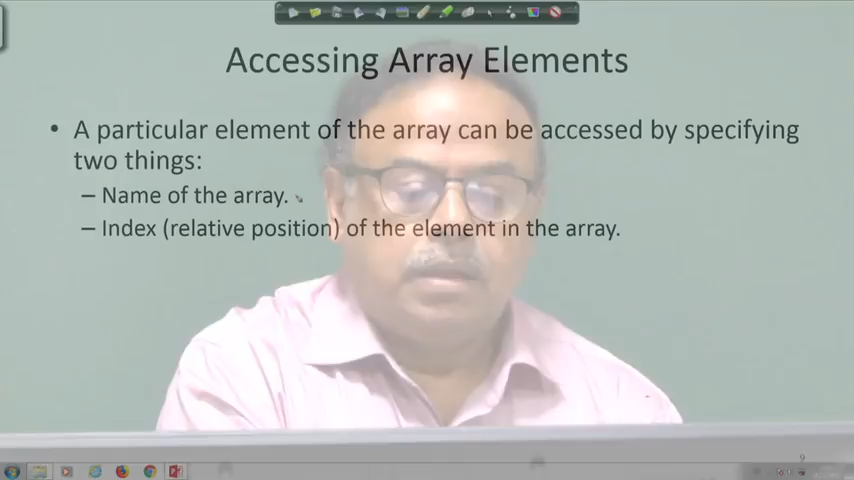 Accessing Array Elements
• A particular element of the array can be accessed by specifying
two things:
– Name of the array.
– Index (relative position) of the element in the array.
9